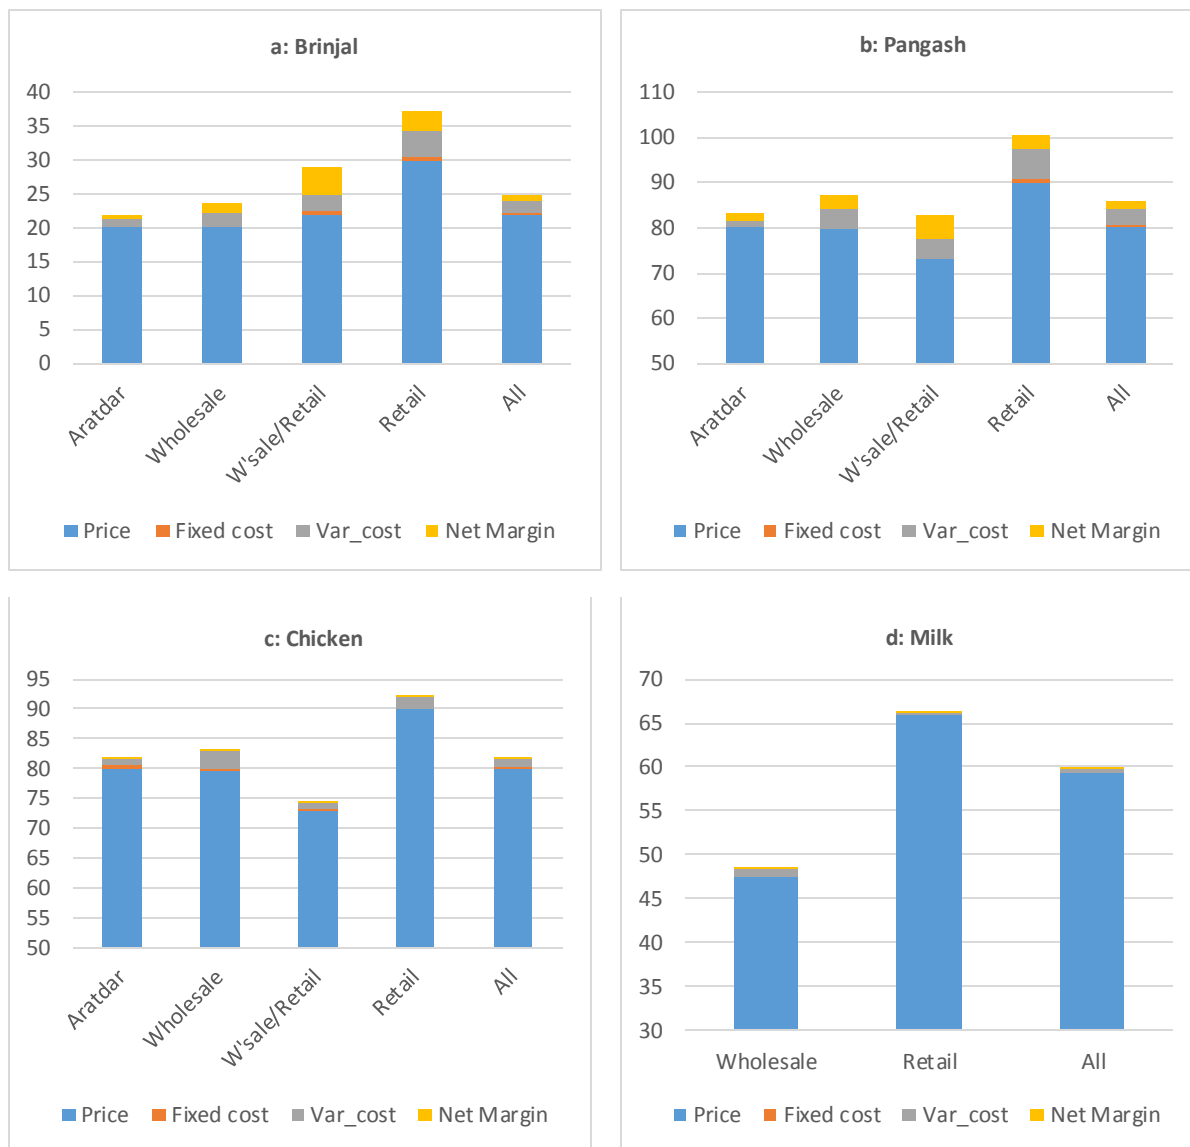 a: Brinjal
40
35
30
25
20
15
10
5
0
Aratdar
Wholesale
W'sale/Retail
Retail
All
Price Fixed cost Var_cost Net Margin
b: Pangash
110
100
90
80
70
60
50
Aratdar
Wholesale
W'sale/Retail
Retail
All
Price Fixed cost Var_cost Net Margin
c: Chicken
95
90
85
80
75
70
65
60
55
50
Aratdar
Wholesale
W'sale/Retail
Retail
All
Price Fixed cost Var_cost Net Margin
d: Milk
70
65
60
55
50
45
40
35
30
Wholesale Retail All
Price Fixed cost Var_cost Net Margin